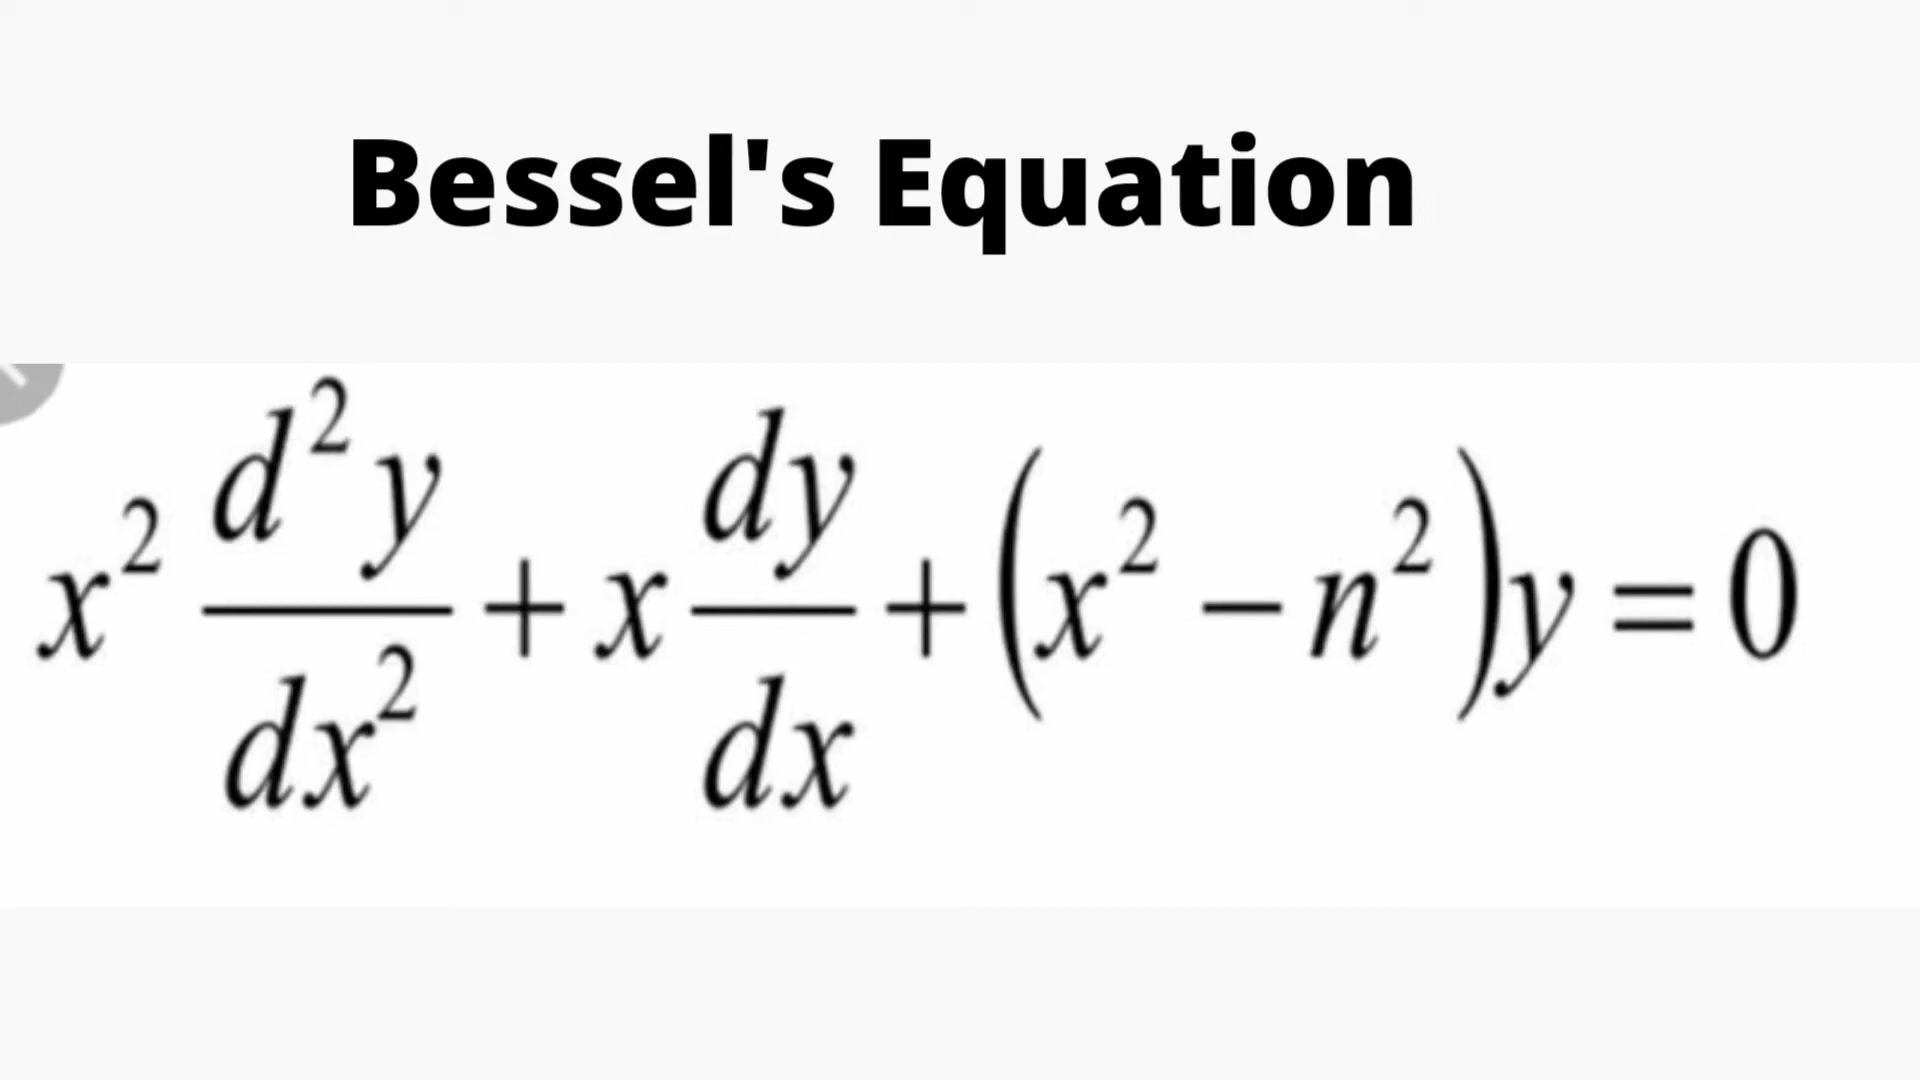 Bessel's Equation
x² d²y/dx² + x dy/dx + (x² − n²)y = 0